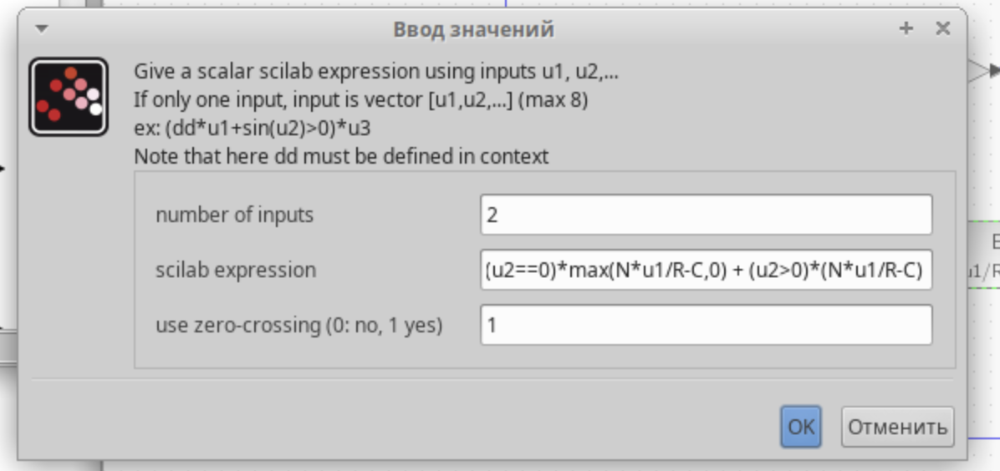 Ввод значений
Give a scalar scilab expression using inputs u1, u2,...
If only one input, input is vector [u1,u2,...] (max 8)
ex: (dd*u1+sin(u2)>0)*u3
Note that here dd must be defined in context
number of inputs 2
scilab expression (u2==0)*max(N*u1/R-C,0) + (u2>0)*(N*u1/R-C)
use zero-crossing (0: no, 1 yes) 1
OK Отменить